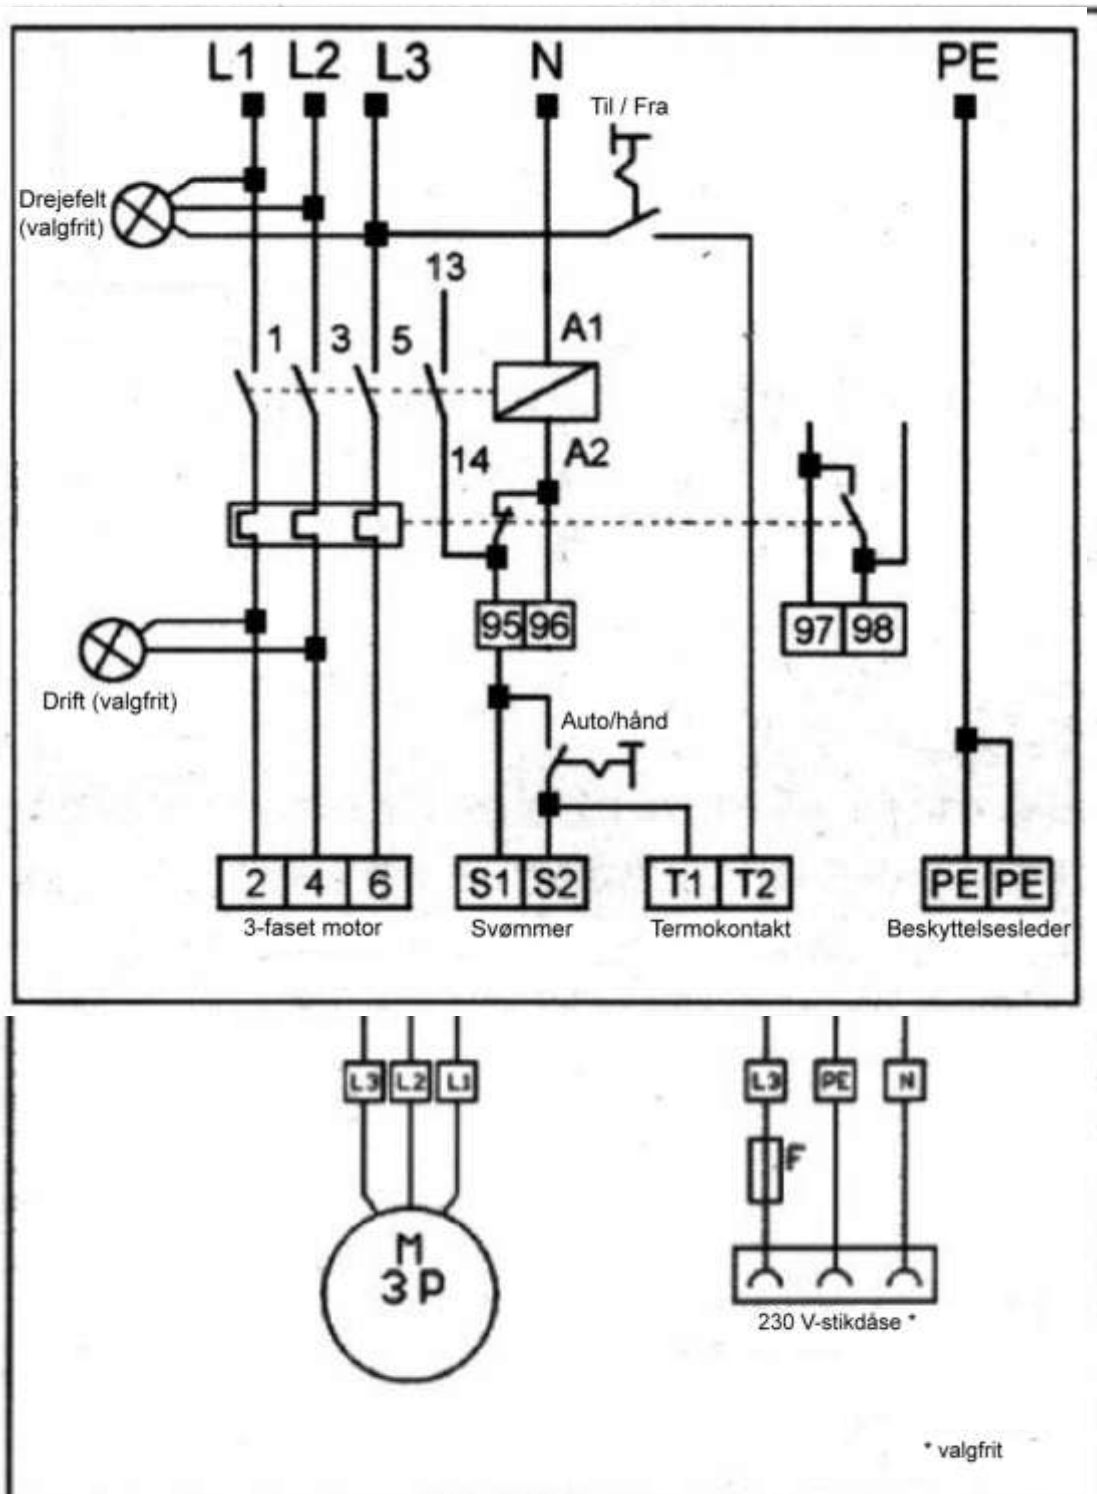 L1 L2 L3 N PE
Til / Fra
Drejefelt
(valgfrit)
13
1 3 5 A1
14 A2
95 96
97 98
Drift (valgfrit)
Auto/hånd
2 4 6 S1 S2 T1 T2 PE PE
3-faset motor Svømmer Termokontakt Beskyttelsesleder
L3 L2 L1 L3 PE N
F
M
3P
230 V-stikdåse *
* valgfrit